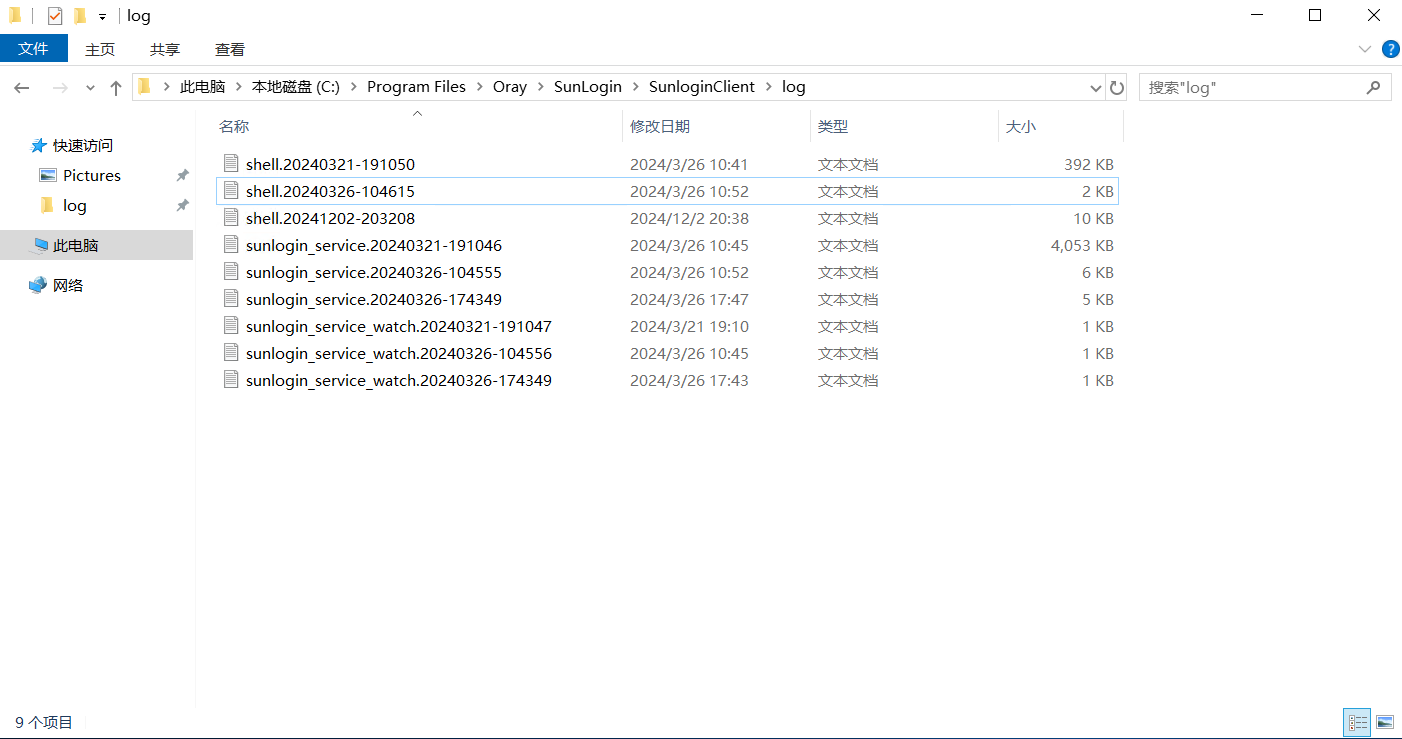 log
文件 主页 共享 查看
此电脑 本地磁盘 (C:) Program Files Oray SunLogin SunloginClient log 搜索"log"
名称 修改日期 类型 大小
快速访问
Pictures
log
此电脑
网络
shell.20240321-191050 2024/3/26 10:41 文本文档 392 KB
shell.20240326-104615 2024/3/26 10:52 文本文档 2 KB
shell.20241202-203208 2024/12/2 20:38 文本文档 10 KB
sunlogin_service.20240321-191046 2024/3/26 10:45 文本文档 4,053 KB
sunlogin_service.20240326-104555 2024/3/26 10:52 文本文档 6 KB
sunlogin_service.20240326-174349 2024/3/26 17:47 文本文档 5 KB
sunlogin_service_watch.20240321-191047 2024/3/21 19:10 文本文档 1 KB
sunlogin_service_watch.20240326-104556 2024/3/26 10:45 文本文档 1 KB
sunlogin_service_watch.20240326-174349 2024/3/26 17:43 文本文档 1 KB
9 个项目